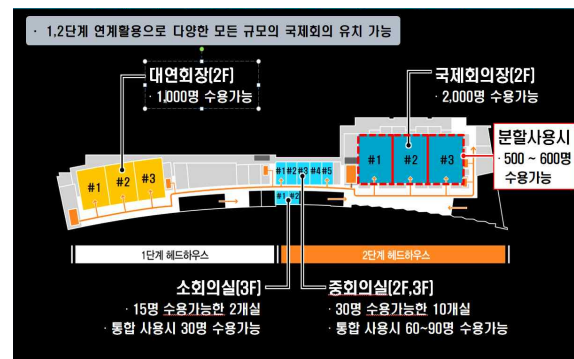 · 1,2단계 연계활용으로 다양한 모든 규모의 국제회의 유치 가능
대연회장(2F)
· 1,000명 수용가능
국제회의장(2F)
· 2,000명 수용가능
분할사용시
· 500 ~ 600명
수용가능
#1 #2 #3
#1 #2 #3 #4 #5
#1 #2 #3
#1 #2
1단계 헤드하우스
2단계 헤드하우스
소회의실(3F)
· 15명 수용가능한 2개실
· 통합 사용시 30명 수용가능
중회의실(2F,3F)
· 30명 수용가능한 10개실
· 통합 사용시 60~90명 수용가능